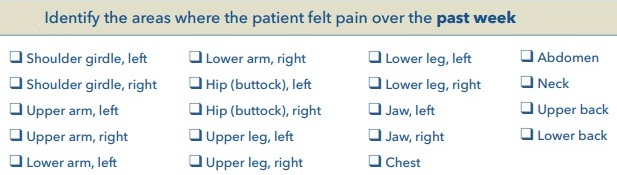 Identify the areas where the patient felt pain over the past week
Shoulder girdle, left
Shoulder girdle, right
Upper arm, left
Upper arm, right
Lower arm, left
Lower arm, right
Hip (buttock), left
Hip (buttock), right
Upper leg, left
Upper leg, right
Lower leg, left
Lower leg, right
Jaw, left
Jaw, right
Chest
Abdomen
Neck
Upper back
Lower back